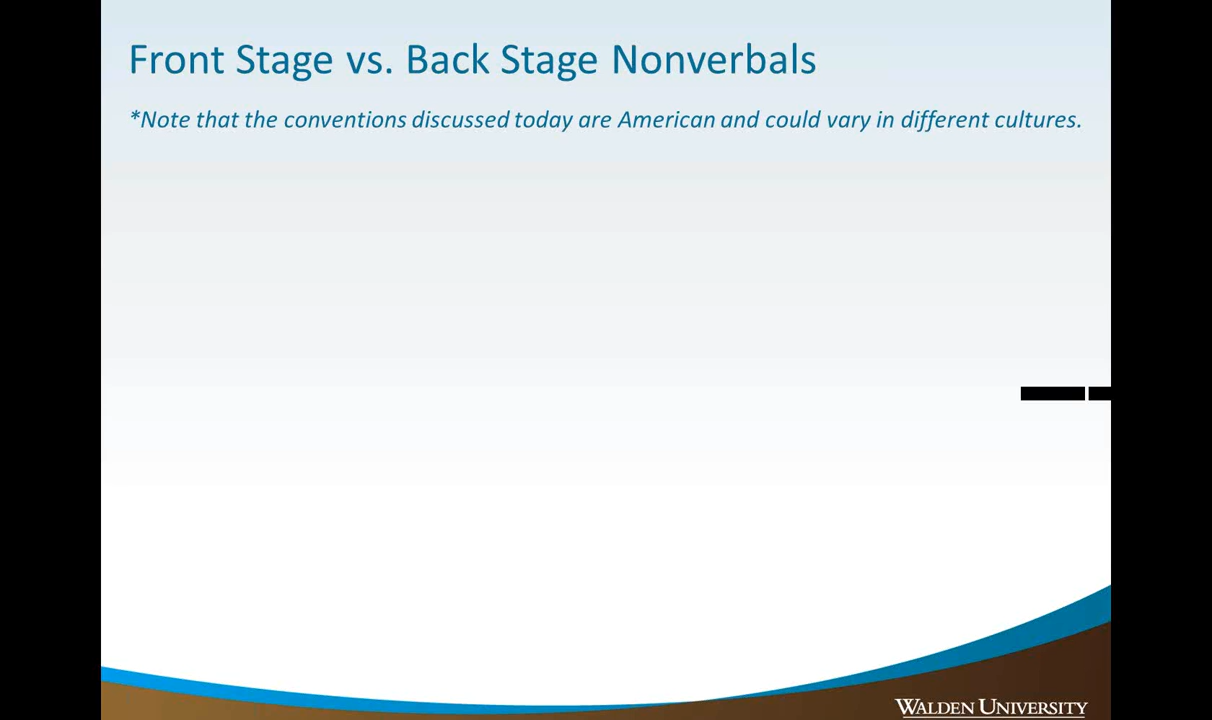 Front Stage vs. Back Stage Nonverbals
*Note that the conventions discussed today are American and could vary in different cultures.
WALDEN UNIVERSITY